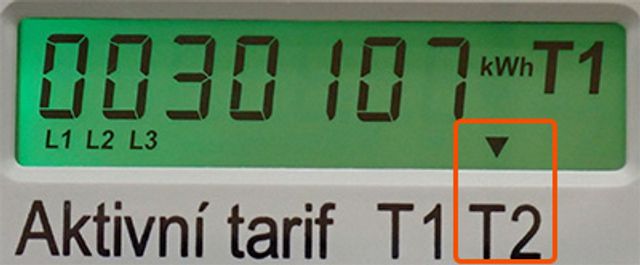 0030107 kWh T1
L1 L2 L3
Aktivní tarif T1 T2